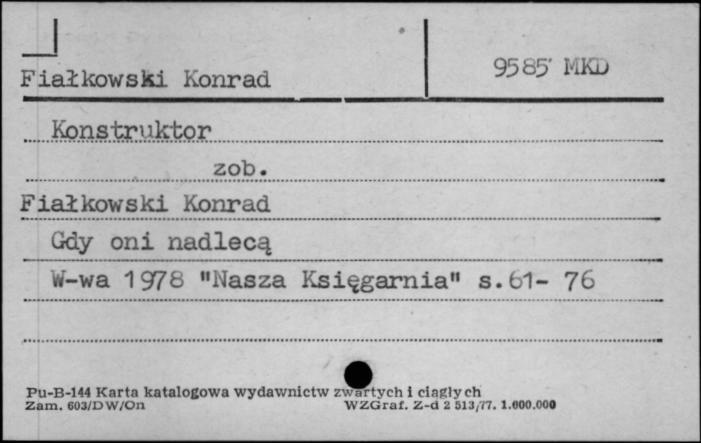 Fiałkowski Konrad
9585 MKD
Konstruktor
zob.
Fiałkowski Konrad
Gdy oni nadlecą
W-wa 1978 "Nasza Księgarnia" s.61- 76
Pu-B-144 Karta katalogowa wydawnictw zwartych i ciągłych
Zam. 603/DW/On WZGraf. Z-d 2 513/77. 1.000.000